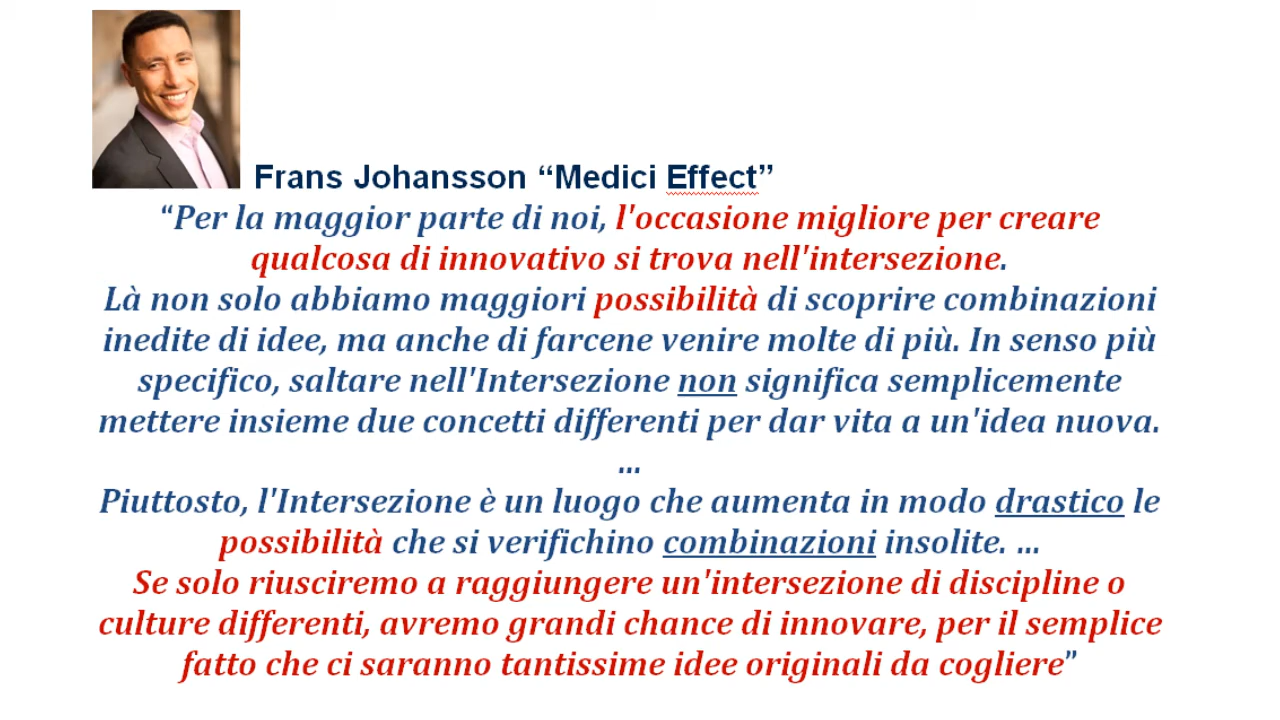 Frans Johansson “Medici Effect”
“Per la maggior parte di noi, l'occasione migliore per creare
qualcosa di innovativo si trova nell'intersezione.
Là non solo abbiamo maggiori possibilità di scoprire combinazioni
inedite di idee, ma anche di farcene venire molte di più. In senso più
specifico, saltare nell'Intersezione non significa semplicemente
mettere insieme due concetti differenti per dar vita a un'idea nuova.
...
Piuttosto, l'Intersezione è un luogo che aumenta in modo drastico le
possibilità che si verifichino combinazioni insolite. ...
Se solo riusciremo a raggiungere un'intersezione di discipline o
culture differenti, avremo grandi chance di innovare, per il semplice
fatto che ci saranno tantissime idee originali da cogliere”